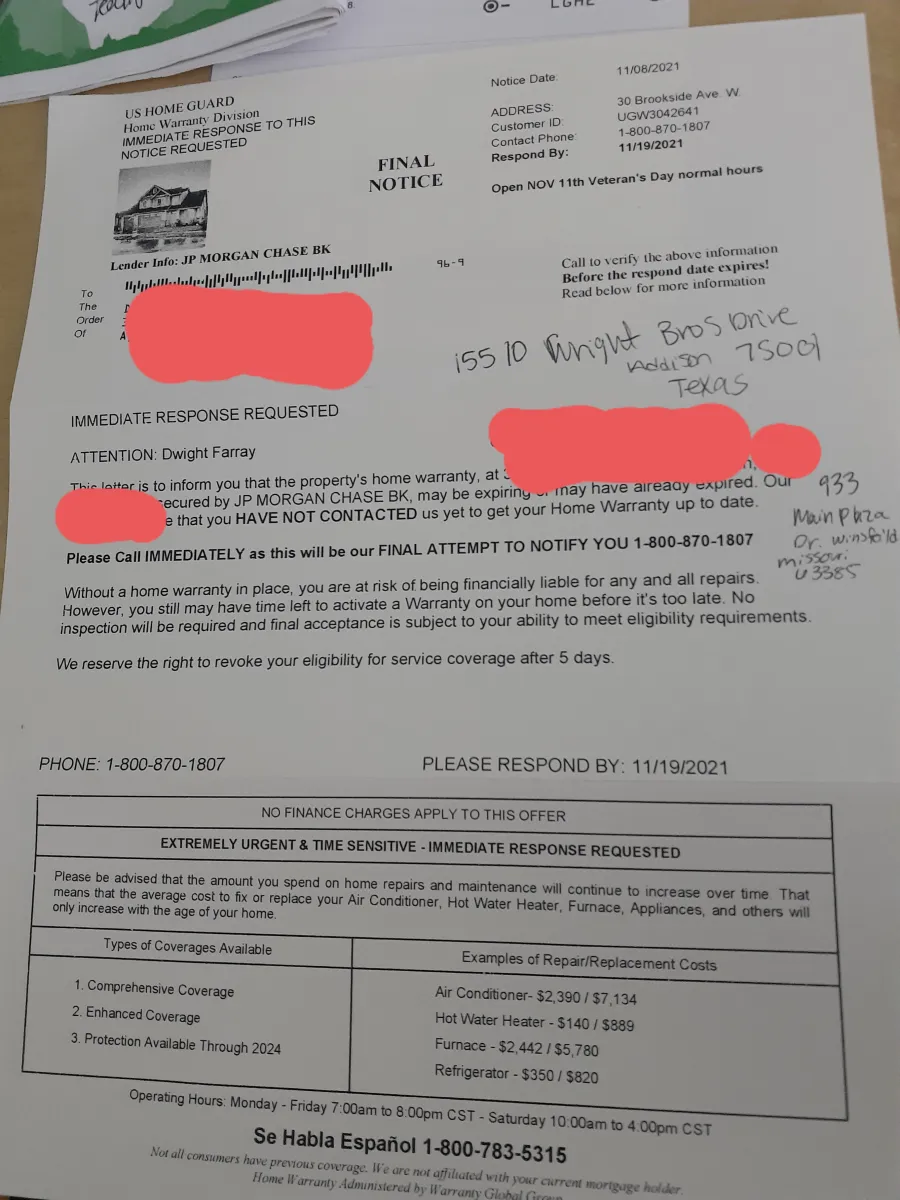 8.
LGHE
US HOME GUARD
Home Warranty Division
IMMEDIATE RESPONSE TO THIS
NOTICE REQUESTED
FINAL
NOTICE
Notice Date: 11/08/2021
ADDRESS: 30 Brookside Ave. W.
Customer ID: UGW3042641
Contact Phone: 1-800-870-1807
Respond By: 11/19/2021
Open NOV 11th Veteran's Day normal hours
Lender Info: JP MORGAN CHASE BK
96-9
To
The
Order
Of
A
Call to verify the above information
Before the respond date expires!
Read below for more information
15510 Wright Bros Drive
Addison 75001
Texas
IMMEDIATE RESPONSE REQUESTED
ATTENTION: Dwight Farray
This letter is to inform you that the property's home warranty, at
secured by JP MORGAN CHASE BK, may be expiring or may have already expired. Our
e that you HAVE NOT CONTACTED us yet to get your Home Warranty up to date.
933
Main Plaza
Dr. Winsfo'ld
missouri
63385
Please Call IMMEDIATELY as this will be our FINAL ATTEMPT TO NOTIFY YOU 1-800-870-1807
Without a home warranty in place, you are at risk of being financially liable for any and all repairs.
However, you still may have time left to activate a Warranty on your home before it's too late. No
inspection will be required and final acceptance is subject to your ability to meet eligibility requirements.
We reserve the right to revoke your eligibility for service coverage after 5 days.
PHONE: 1-800-870-1807
PLEASE RESPOND BY: 11/19/2021
NO FINANCE CHARGES APPLY TO THIS OFFER
EXTREMELY URGENT & TIME SENSITIVE - IMMEDIATE RESPONSE REQUESTED
Please be advised that the amount you spend on home repairs and maintenance will continue to increase over time. That
means that the average cost to fix or replace your Air Conditioner, Hot Water Heater, Furnace, Appliances, and others will
only increase with the age of your home.
Types of Coverages Available
1. Comprehensive Coverage
2. Enhanced Coverage
3. Protection Available Through 2024
Examples of Repair/Replacement Costs
Air Conditioner- $2,390 / $7,134
Hot Water Heater - $140 / $889
Furnace - $2,442 / $5,780
Refrigerator - $350 / $820
Operating Hours: Monday - Friday 7:00am to 8:00pm CST - Saturday 10:00am to 4:00pm CST
Se Habla Español 1-800-783-5315
Not all consumers have previous coverage. We are not affiliated with your current mortgage holder.
Home Warranty Administered by Warranty Global Group